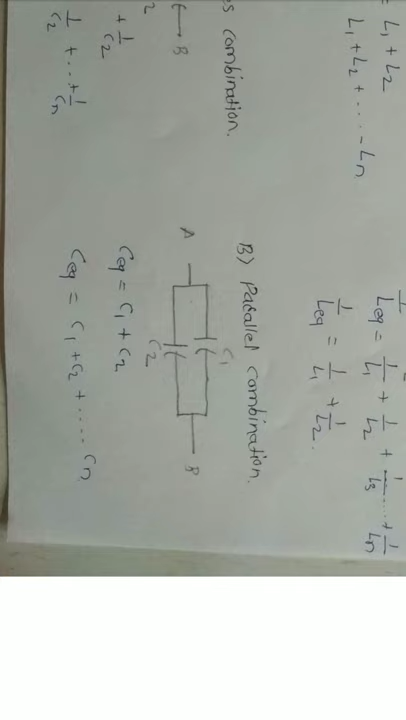 = L₁ + L₂
L₁ + L₂ + ..... - Ln
es combination.
B
2
+ 1/C₂
1/C₂ + ... + 1/Cn
1/Leq = 1/L₁ + 1/L₂ + 1/L₃ ..... + 1/Ln
1/Leq = 1/L₁ + 1/L₂.
B) Parallel combination.
C₁
A B
C₂
Ceq = C₁ + C₂
Ceq = C₁ + C₂ + ..... Cn